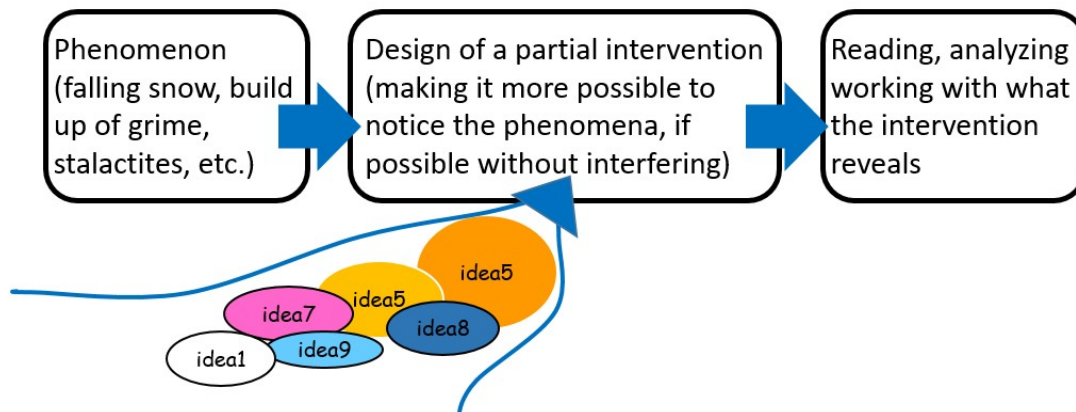 Phenomenon
(falling snow, build
up of grime,
stalactites, etc.)
Design of a partial intervention
(making it more possible to
notice the phenomena, if
possible without interfering)
Reading, analyzing
working with what
the intervention
reveals
idea5
idea5
idea7
idea8
idea9
idea1